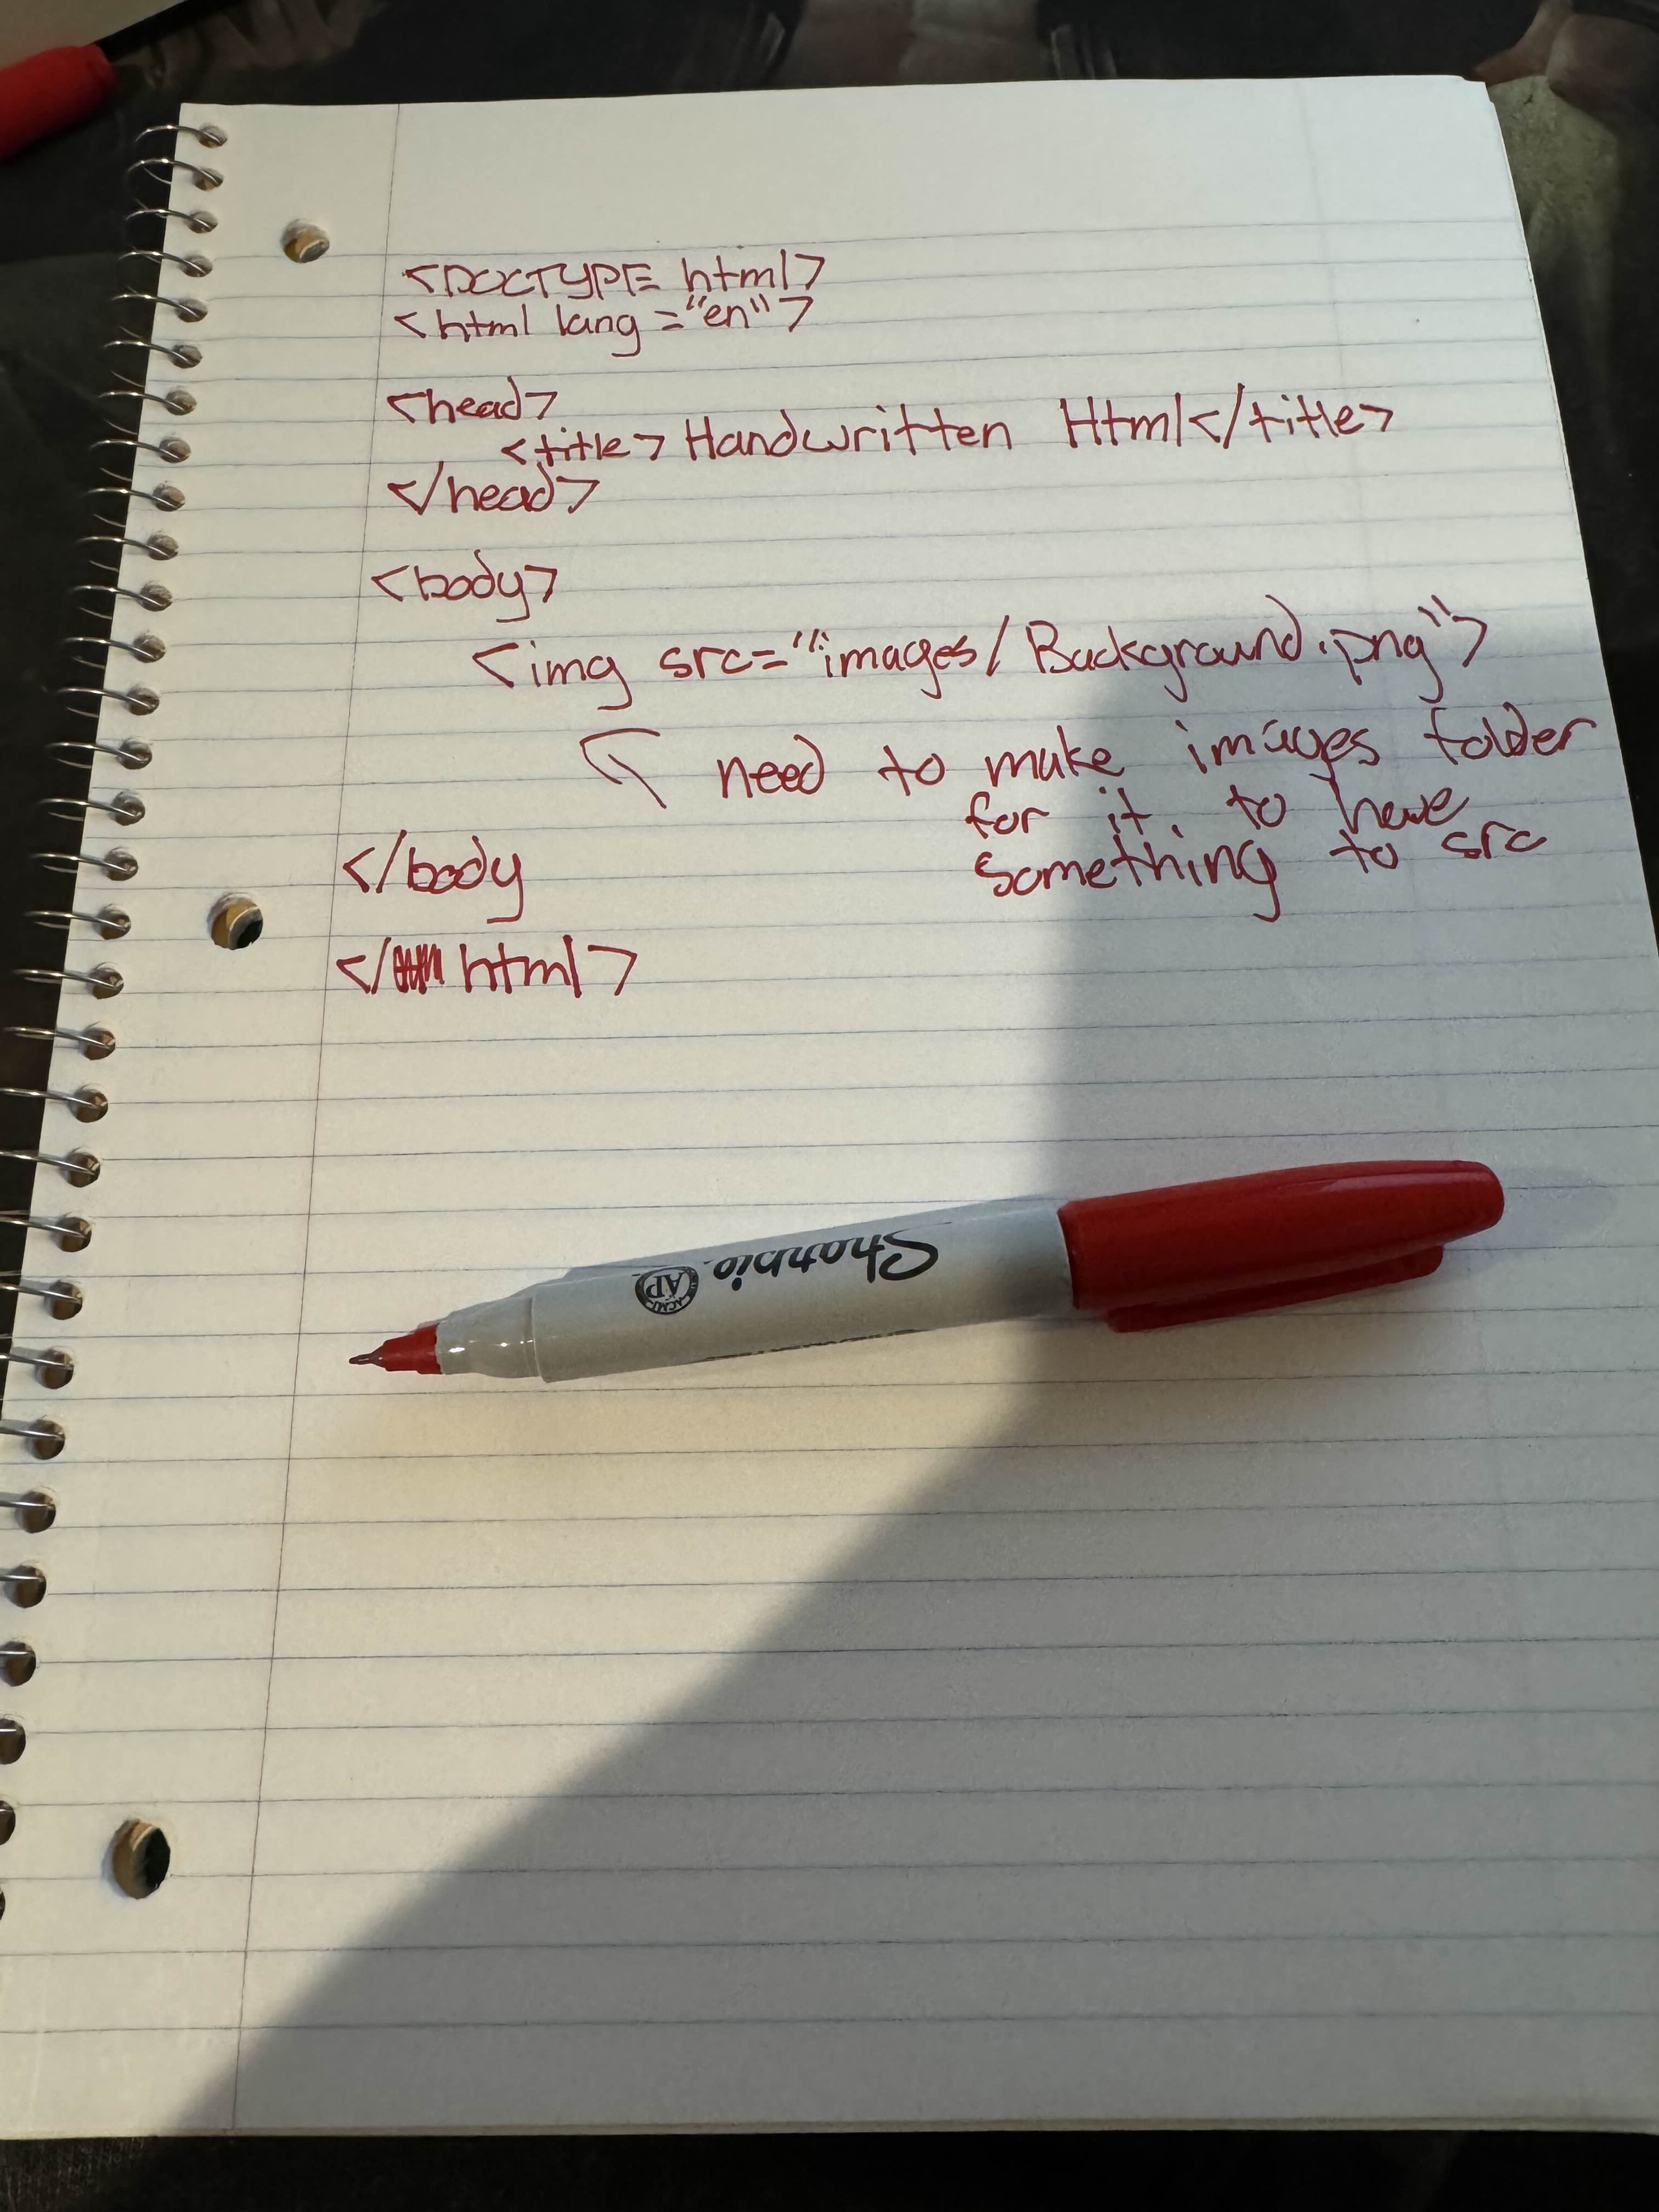 <DOCTYPE html>
<html lang="en">
<head>
<title>Handwritten Html</title>
</head>
<body>
<img src="images/Background.png">
need to make images folder
for it to have
something to src
</body
</html>
Sharpie
ACMI AP